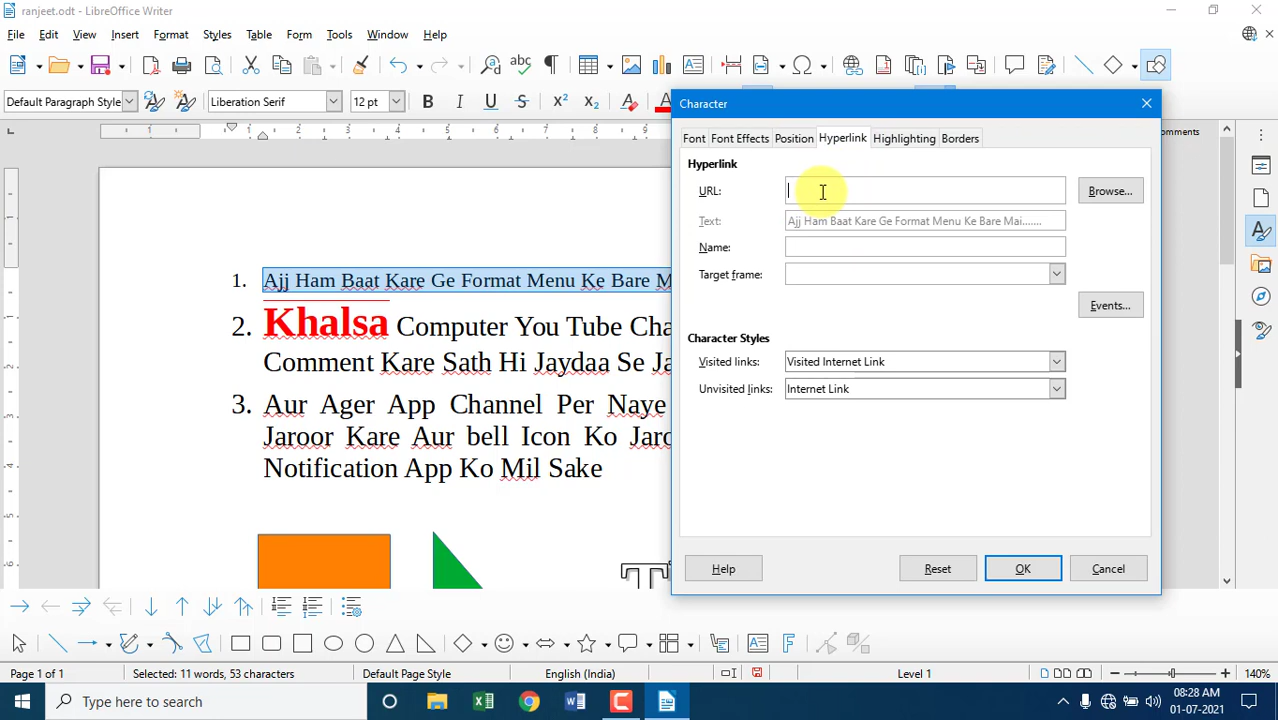 ranjeet.odt - LibreOffice Writer
File Edit View Insert Format Styles Table Form Tools Window Help
Default Paragraph Style Liberation Serif 12 pt
Character
omments
Font Font Effects Position Hyperlink Highlighting Borders
Hyperlink
URL: Browse...
Text: Ajj Ham Baat Kare Ge Format Menu Ke Bare Mai.......
Name:
Target frame:
Events...
Character Styles
Visited links: Visited Internet Link
Unvisited links: Internet Link
Help Reset OK Cancel
1. Ajj Ham Baat Kare Ge Format Menu Ke Bare M
2. Khalsa Computer You Tube Cha
Comment Kare Sath Hi Jaydaa Se Ja
3. Aur Ager App Channel Per Naye
Jaroor Kare Aur bell Icon Ko Jaro
Notification App Ko Mil Sake
Page 1 of 1 Selected: 11 words, 53 characters Default Page Style English (India) Level 1 140%
Type here to search
08:28 AM
01-07-2021